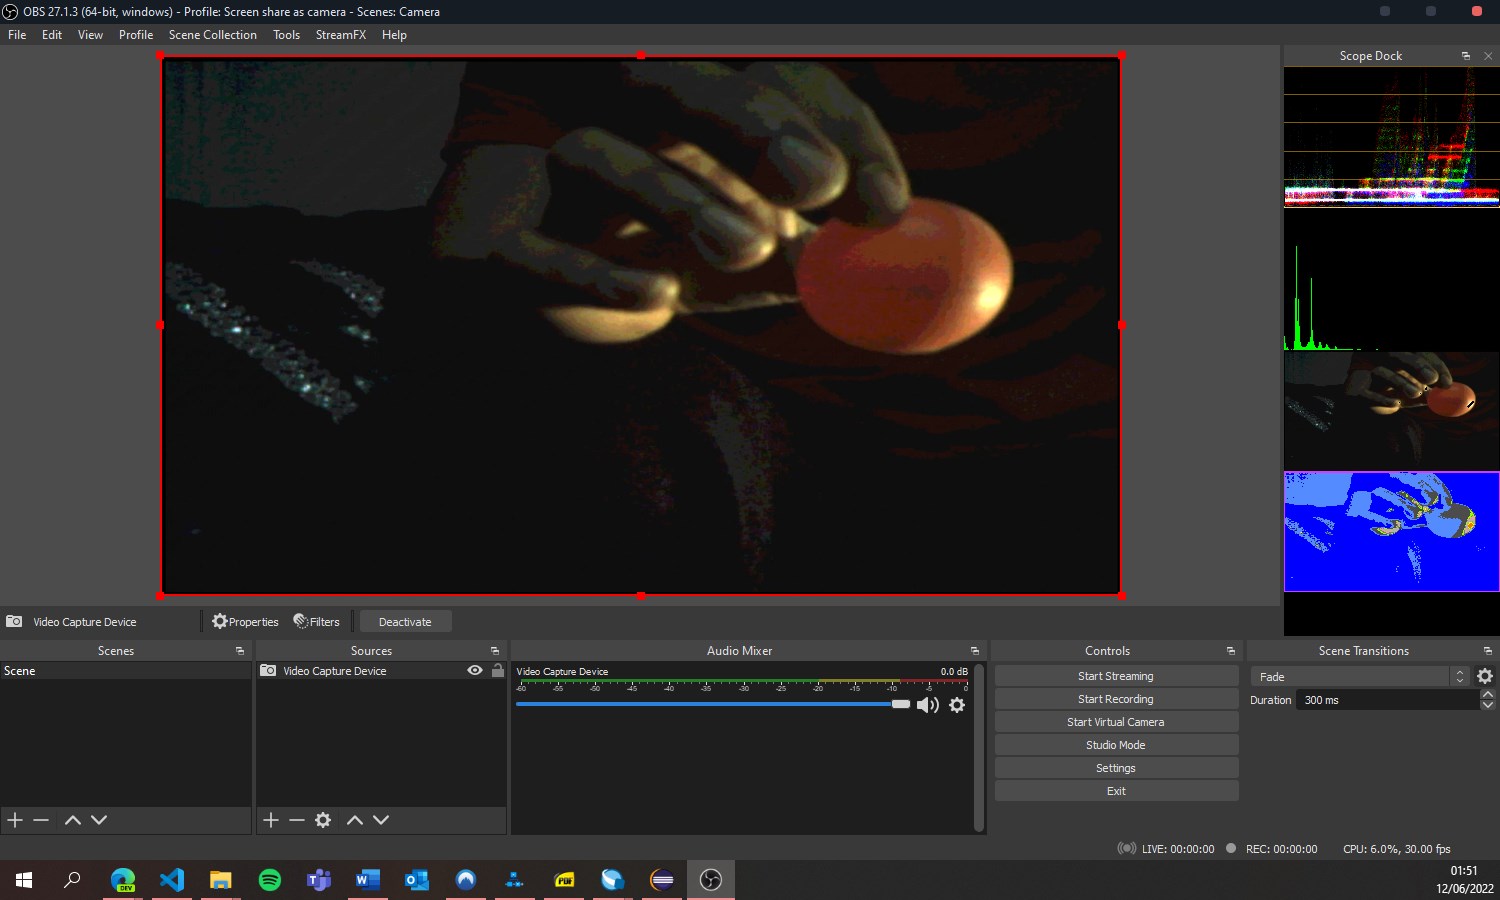 OBS 27.1.3 (64-bit, windows) - Profile: Screen share as camera - Scenes: Camera
File Edit View Profile Scene Collection Tools StreamFX Help
Scope Dock
Video Capture Device Properties Filters Deactivate
Scenes
Scene
Sources
Video Capture Device
Audio Mixer
Video Capture Device 0.0 dB
-60 -55 -50 -45 -40 -35 -30 -25 -20 -15 -10 -5 0
Controls
Start Streaming
Start Recording
Start Virtual Camera
Studio Mode
Settings
Exit
Scene Transitions
Fade
Duration 300 ms
LIVE: 00:00:00 REC: 00:00:00 CPU: 6.0%, 30.00 fps
DEV
PDF
01:51
12/06/2022